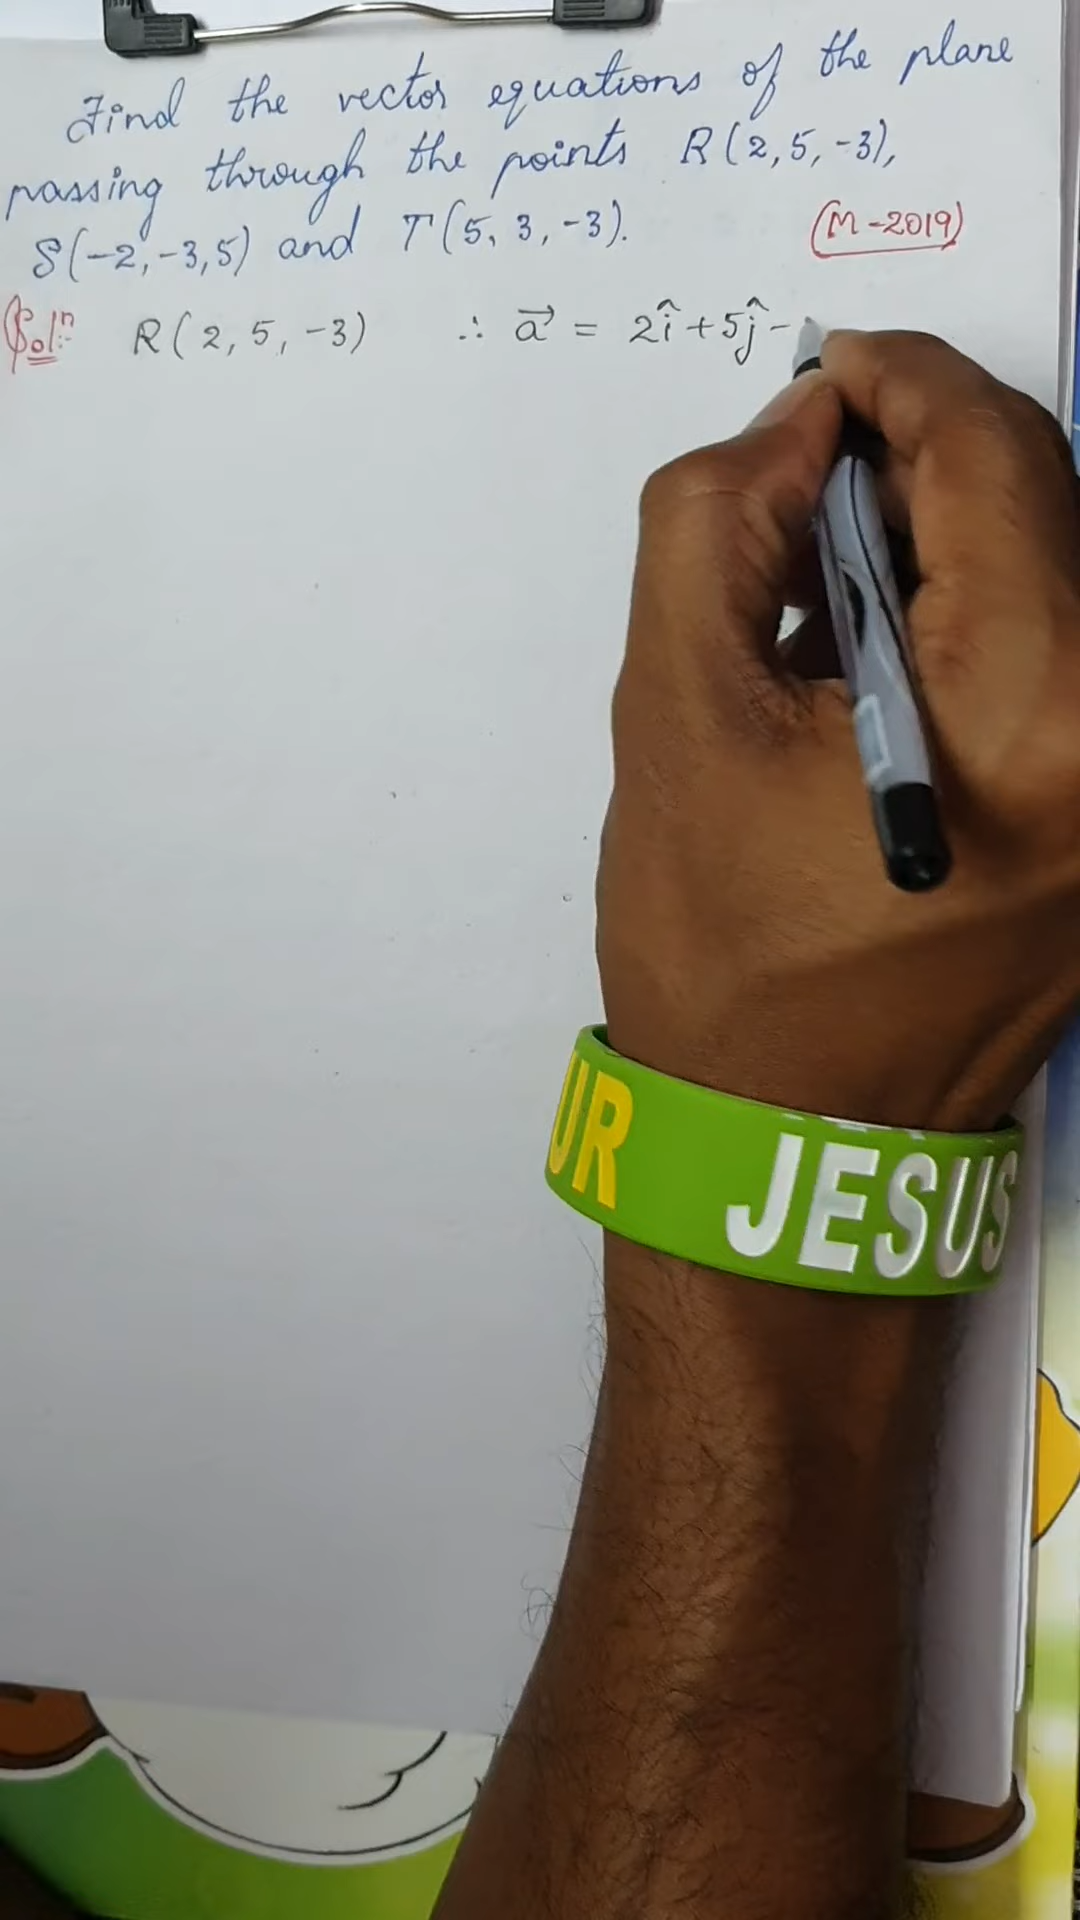 Find the vector equations of the plane
passing through the points R(2,5,-3),
S(-2,-3,5) and T(5,3,-3).
(M-2019)
Solⁿ:- R(2,5,-3) ∴ a⃗ = 2î+5ĵ-
UR JESUS